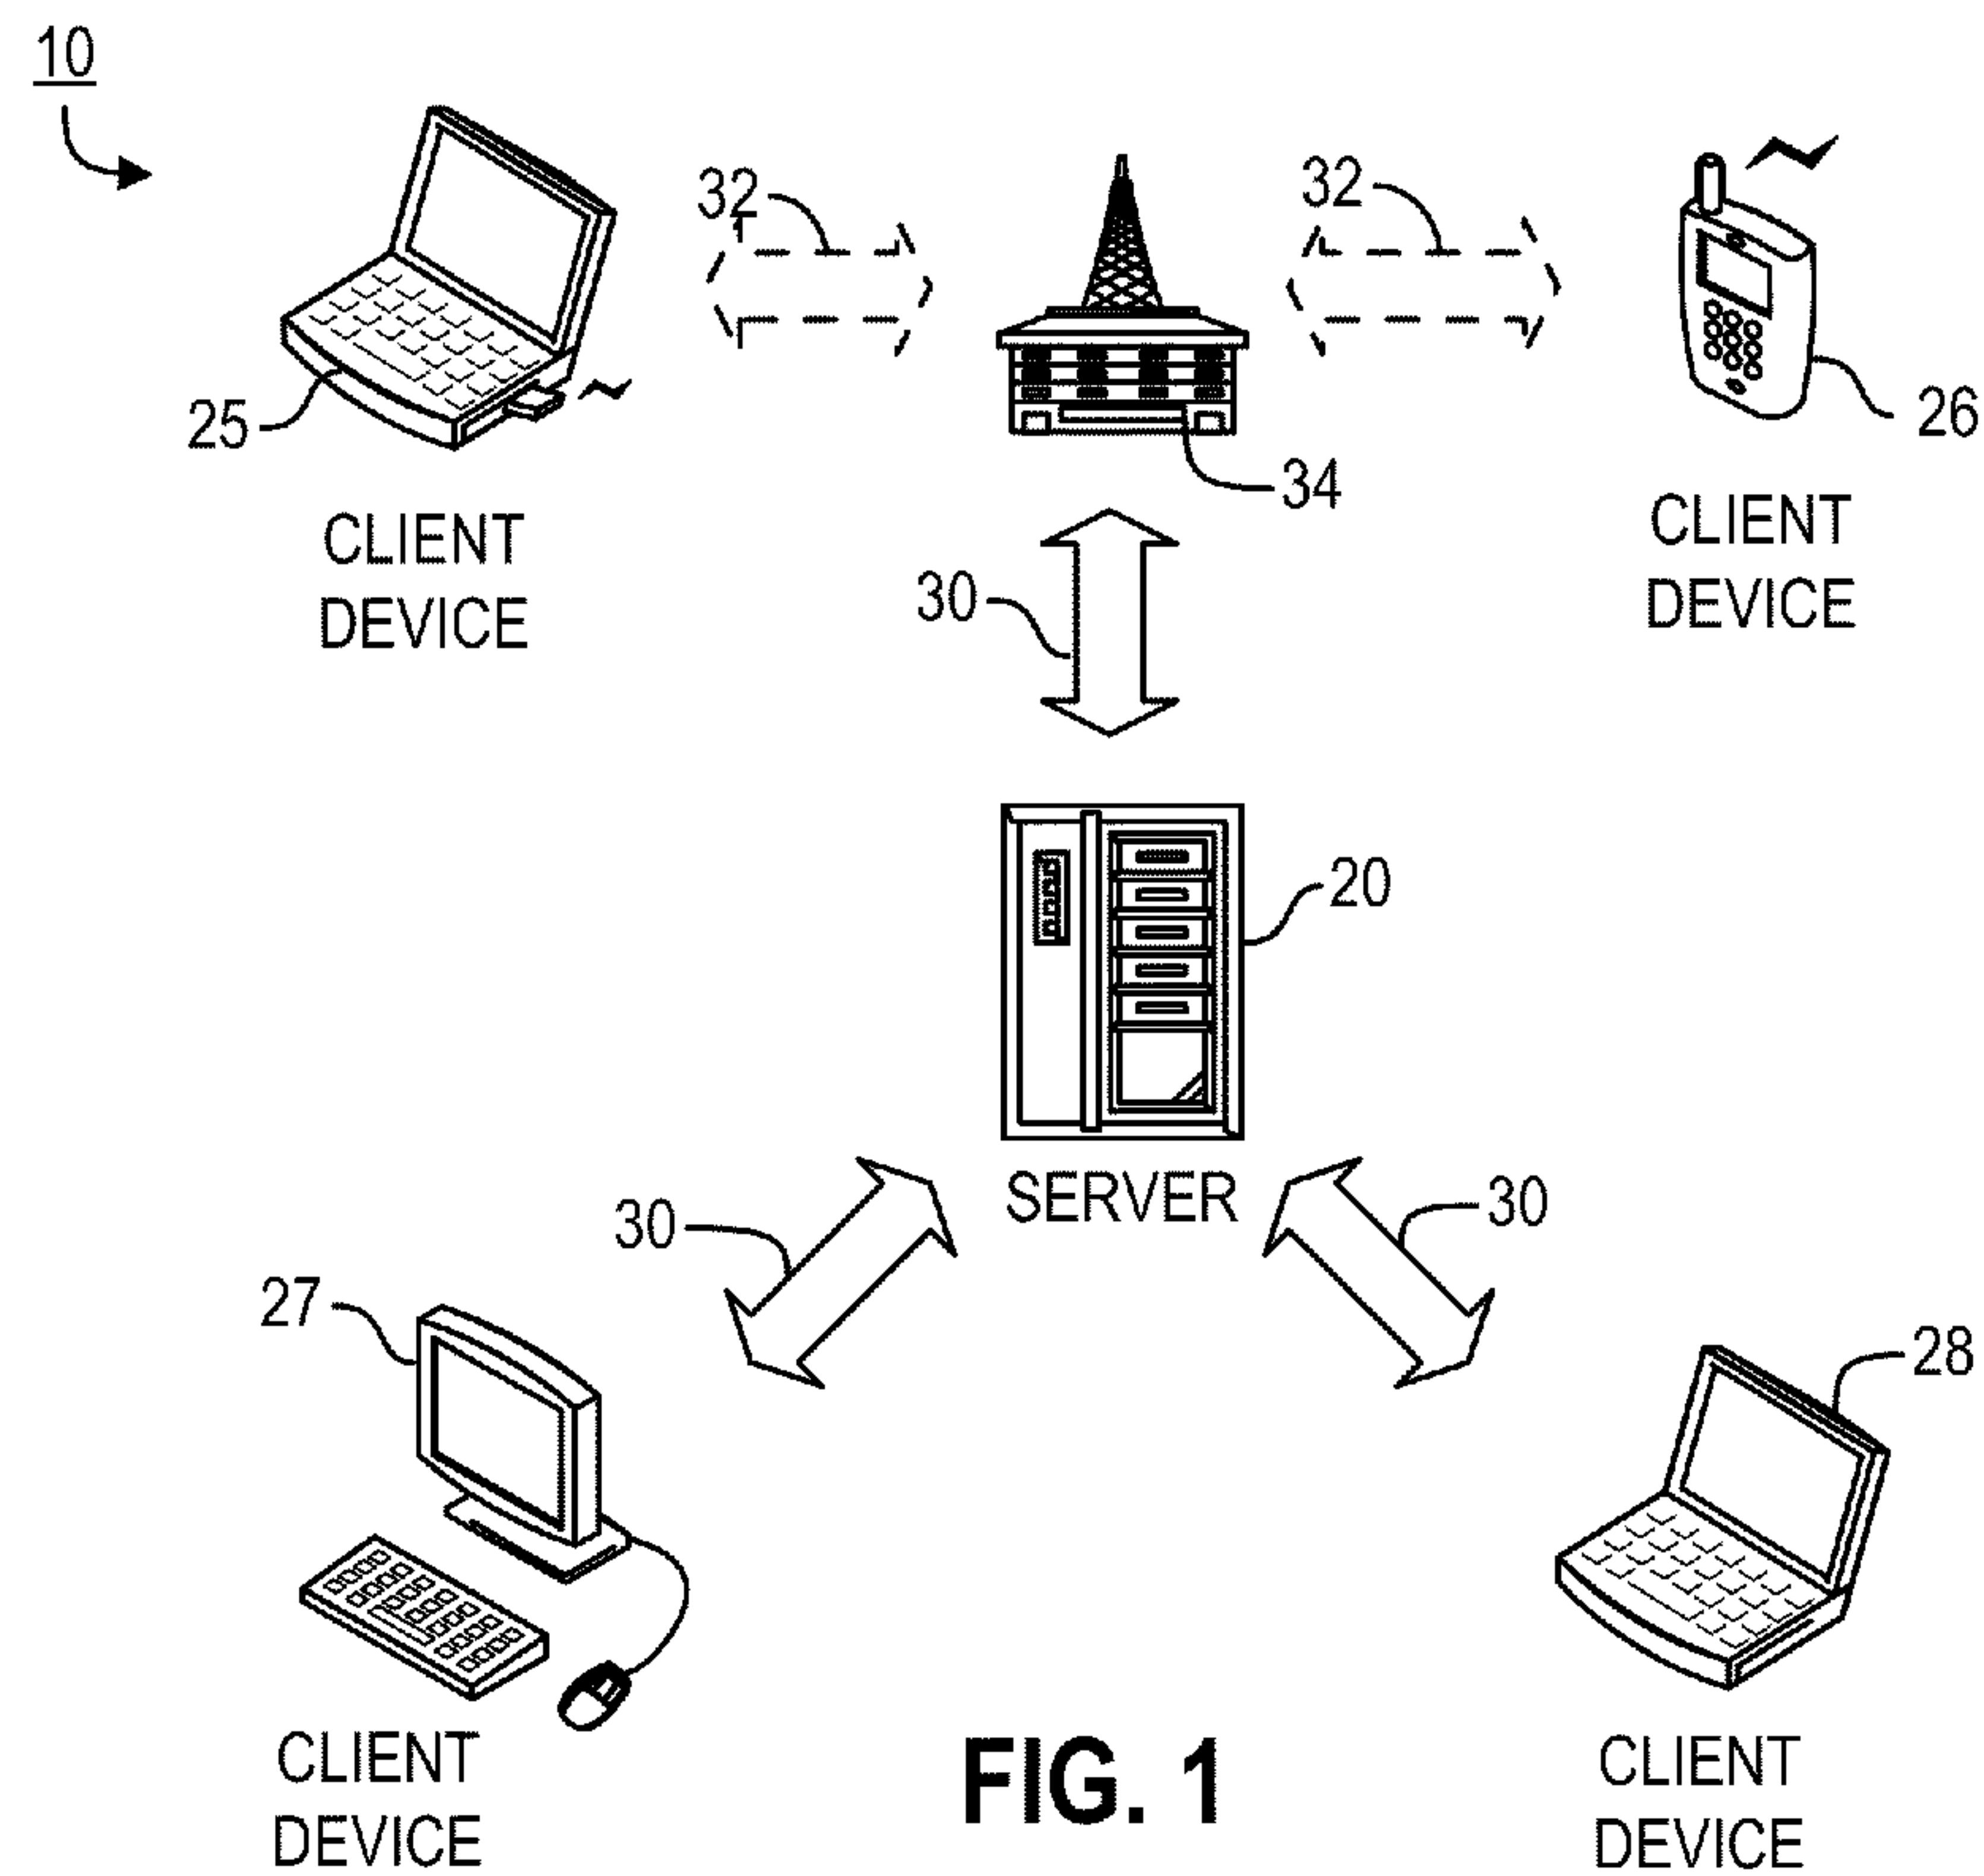 10
32
32
25
26
34
CLIENT
DEVICE
CLIENT
DEVICE
30
20
SERVER
30
30
27
28
CLIENT
DEVICE
CLIENT
DEVICE
FIG. 1